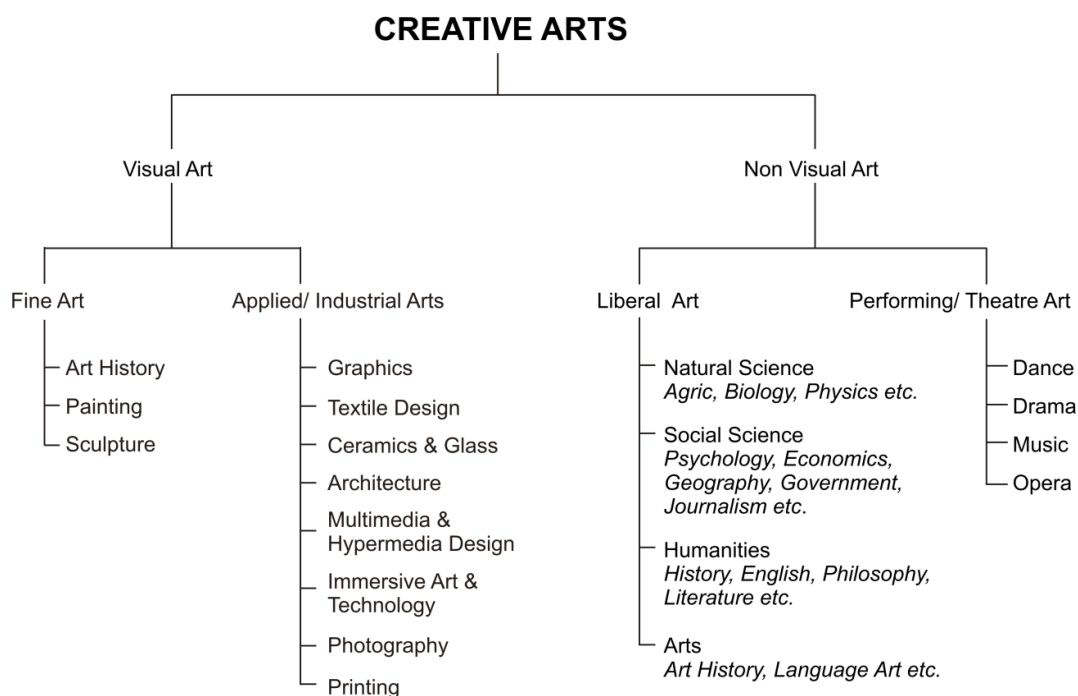 CREATIVE ARTS
Visual Art
Non Visual Art
Fine Art
Applied/ Industrial Arts
Liberal Art
Performing/ Theatre Art
Art History
Painting
Sculpture
Graphics
Textile Design
Ceramics & Glass
Architecture
Multimedia &
Hypermedia Design
Immersive Art &
Technology
Photography
Printing
Natural Science
Agric, Biology, Physics etc.
Social Science
Psychology, Economics,
Geography, Government,
Journalism etc.
Humanities
History, English, Philosophy,
Literature etc.
Arts
Art History, Language Art etc.
Dance
Drama
Music
Opera